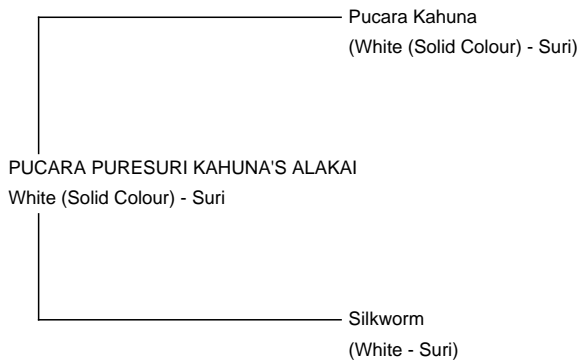 Pucara Kahuna
(White (Solid Colour) - Suri)
PUCARA PURESURI KAHUNA'S ALAKAI
White (Solid Colour) - Suri
Silkworm
(White - Suri)